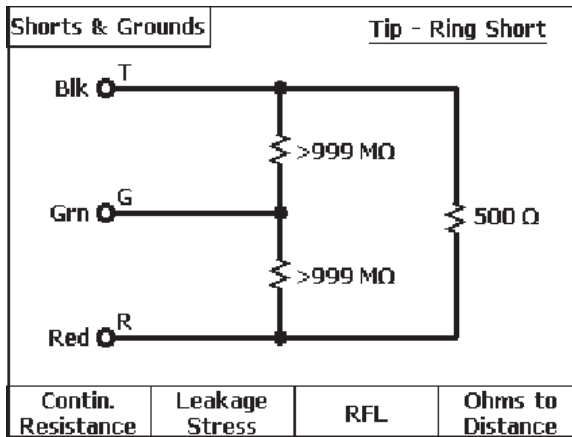 Shorts & Grounds
Tip - Ring Short
Blk T
>999 MΩ
Grn G
500 Ω
>999 MΩ
Red R
Contin. Resistance
Leakage Stress
RFL
Ohms to Distance